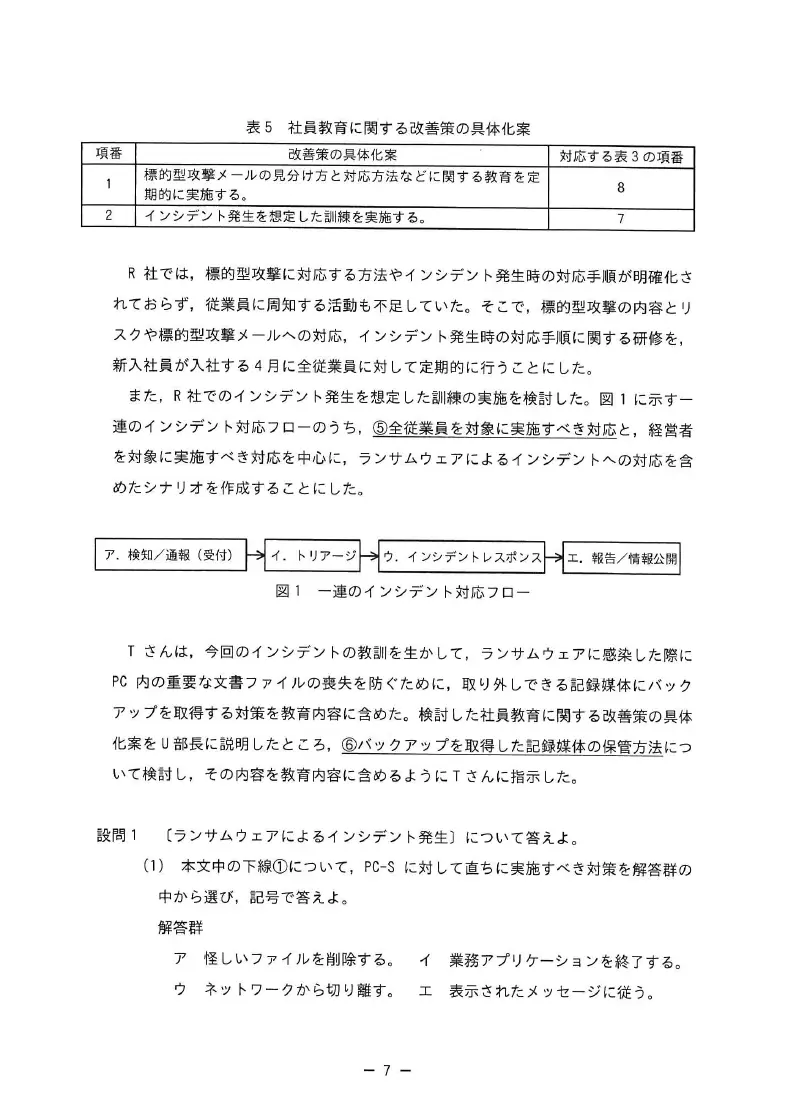 表5 社員教育に関する改善策の具体化案
項番 改善策の具体化案 対応する表3の項番
1 標的型攻撃メールの見分け方と対応方法などに関する教育を定期的に実施する。 8
2 インシデント発生を想定した訓練を実施する。 7
R 社では，標的型攻撃に対応する方法やインシデント発生時の対応手順が明確化さ
れておらず，従業員に周知する活動も不足していた。そこで，標的型攻撃の内容とリ
スクや標的型攻撃メールへの対応，インシデント発生時の対応手順に関する研修を，
新入社員が入社する 4 月に全従業員に対して定期的に行うことにした。
また，R 社でのインシデント発生を想定した訓練の実施を検討した。図 1 に示す一
連のインシデント対応フローのうち，⑤全従業員を対象に実施すべき対応と，経営者
を対象に実施すべき対応を中心に，ランサムウェアによるインシデントへの対応を含
めたシナリオを作成することにした。
ア．検知／通報（受付） イ．トリアージ ウ．インシデントレスポンス エ．報告／情報公開
図1 一連のインシデント対応フロー
T さんは，今回のインシデントの教訓を生かして，ランサムウェアに感染した際に
PC 内の重要な文書ファイルの喪失を防ぐために，取り外しできる記録媒体にバック
アップを取得する対策を教育内容に含めた。検討した社員教育に関する改善策の具体
化案をU部長に説明したところ，⑥バックアップを取得した記録媒体の保管方法につ
いて検討し，その内容を教育内容に含めるようにTさんに指示した。
設問1 〔ランサムウェアによるインシデント発生〕について答えよ。
(1) 本文中の下線①について，PC-S に対して直ちに実施すべき対策を解答群の
中から選び，記号で答えよ。
解答群
ア 怪しいファイルを削除する。 イ 業務アプリケーションを終了する。
ウ ネットワークから切り離す。 エ 表示されたメッセージに従う。
－ 7 －